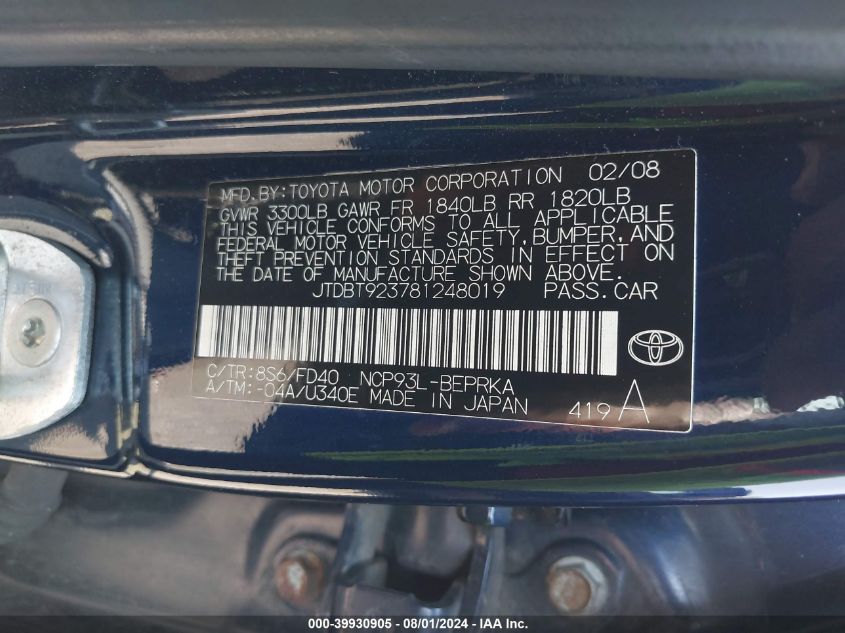 MFD.BY:TOYOTA MOTOR CORPORATION 02/08
GVWR 3300LB GAWR FR 1840LB RR 1820LB
THIS VEHICLE CONFORMS TO ALL APPLICABLE
FEDERAL MOTOR VEHICLE SAFETY,BUMPER,AND
THEFT PREVENTION STANDARDS IN EFFECT ON
THE DATE OF MANUFACTURE SHOWN ABOVE.
JTDBT923781248019 PASS.CAR
C/TR:8S6/FD40 NCP93L-BEPRKA
A/TM:-04A/U340E MADE IN JAPAN 419 A
000-39930905 - 08/01/2024 - IAA Holdings, Inc.